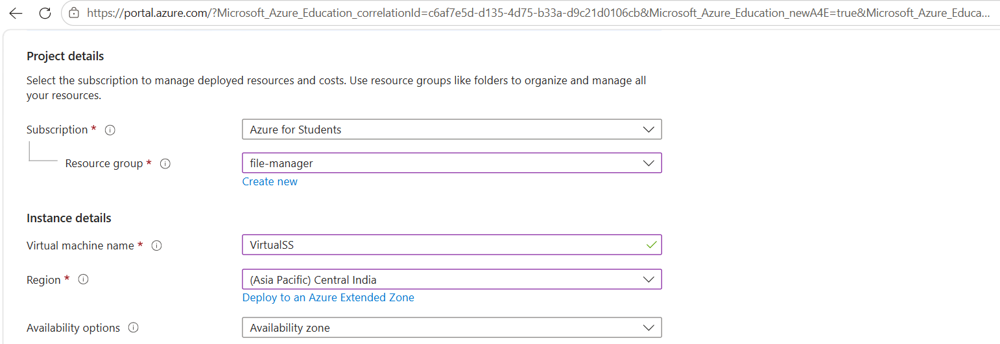 https://portal.azure.com/?Microsoft_Azure_Education_correlationId=c6af7e5d-d135-4d75-b33a-d9c21d0106cb&Microsoft_Azure_Education_newA4E=true&Microsoft_Azure_Educa...
Project details
Select the subscription to manage deployed resources and costs. Use resource groups like folders to organize and manage all
your resources.
Subscription * Azure for Students
Resource group * file-manager
Create new
Instance details
Virtual machine name * VirtualSS
Region * (Asia Pacific) Central India
Deploy to an Azure Extended Zone
Availability options Availability zone